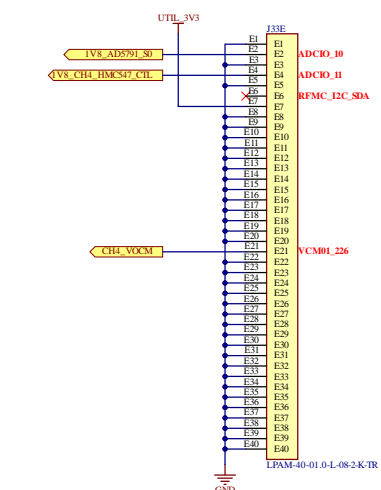 UTIL_3V3
J33E
E1 E1
1V8_AD5791_S0 E2 E2 ADCIO_10
E3 E3
1V8_CH4_HMC547_CTL E4 E4 ADCIO_11
E5 E5
E6 E6 RFMC_I2C_SDA
E7 E7
E8 E8
E9 E9
E10 E10
E11 E11
E12 E12
E13 E13
E14 E14
E15 E15
E16 E16
E17 E17
E18 E18
E19 E19
E20 E20
CH4_VOCM E21 E21 VCM01_226
E22 E22
E23 E23
E24 E24
E25 E25
E26 E26
E27 E27
E28 E28
E29 E29
E30 E30
E31 E31
E32 E32
E33 E33
E34 E34
E35 E35
E36 E36
E37 E37
E38 E38
E39 E39
E40 E40
LPAM-40-01.0-L-08-2-K-TR
GND